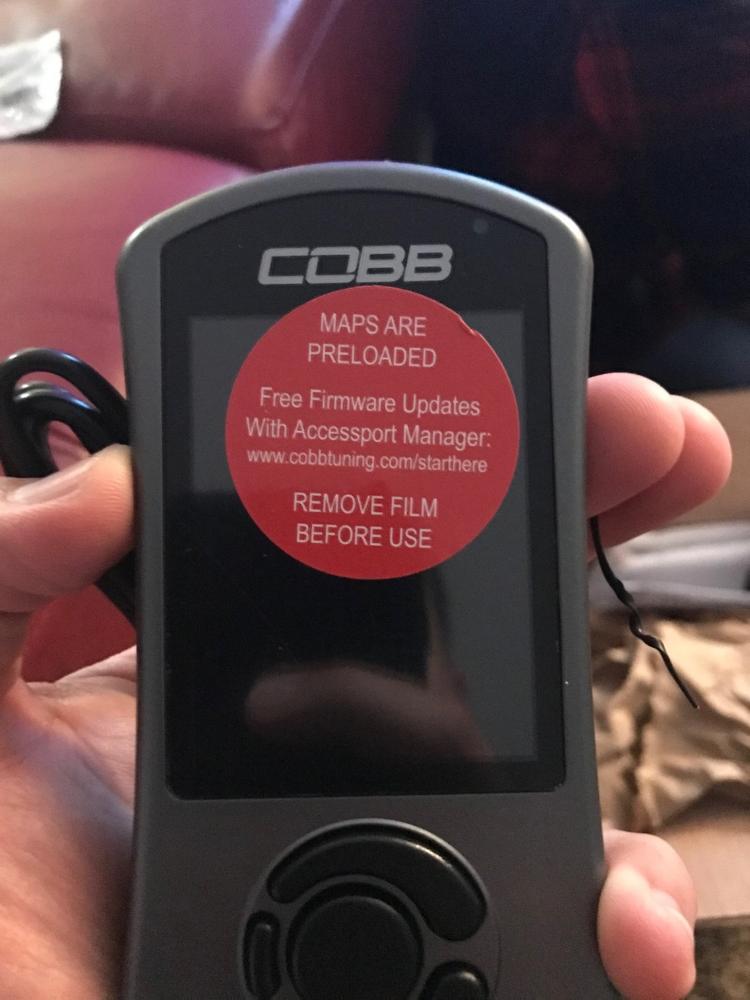 COBB
MAPS ARE
PRELOADED
Free Firmware Updates
With Accessport Manager:
www.cobbtuning.com/starthere
REMOVE FILM
BEFORE USE